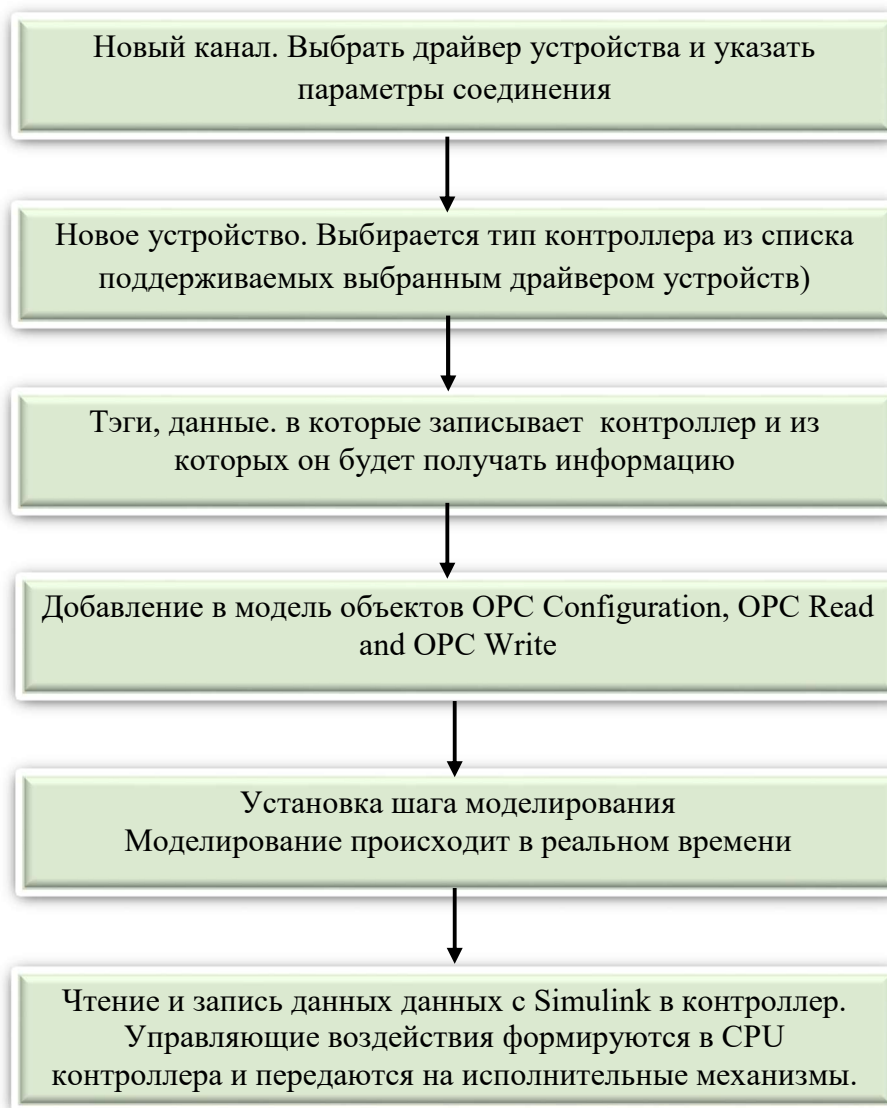 Новый канал. Выбрать драйвер устройства и указать
параметры соединения
Новое устройство. Выбирается тип контроллера из списка
поддерживаемых выбранным драйвером устройств)
Тэги, данные. в которые записывает  контроллер и из
которых он будет получать информацию
Добавление в модель объектов OPC Configuration, OPC Read
and OPC Write
Установка шага моделирования
Моделирование происходит в реальном времени
Чтение и запись данных данных с Simulink в контроллер.
Управляющие воздействия формируются в CPU
контроллера и передаются на исполнительные механизмы.